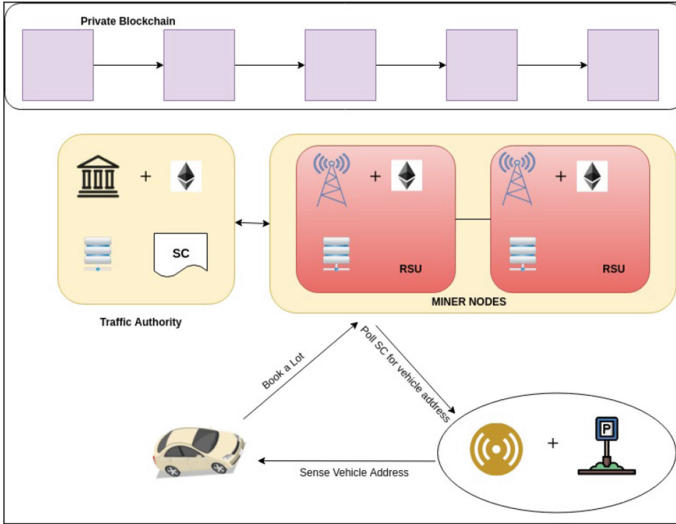 Private Blockchain
+
+
+
SC
RSU
RSU
MINER NODES
Traffic Authority
Book a Lot
Poll SC for vehicle address
P
+
Sense Vehicle Address